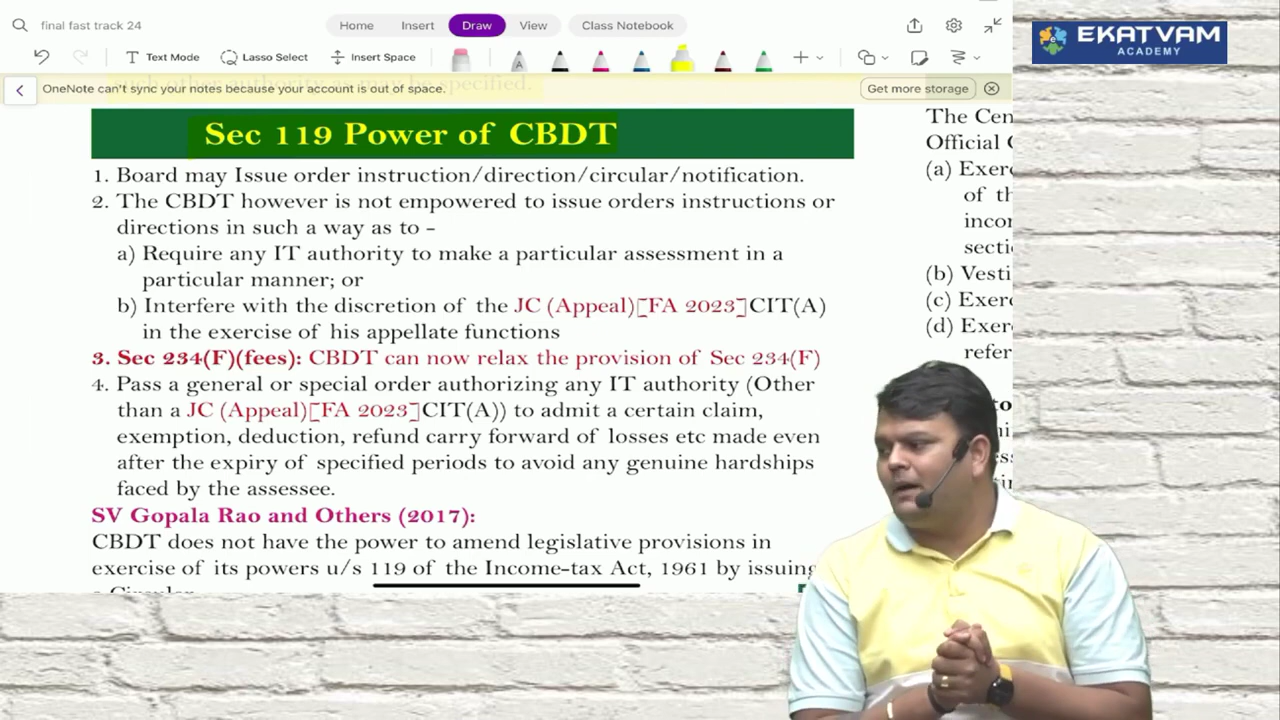 final fast track 24
Home Insert Draw View Class Notebook
Text Mode Lasso Select Insert Space
OneNote can't sync your notes because your account is out of space.
Get more storage
EKATVAM
ACADEMY
Sec 119 Power of CBDT
1. Board may Issue order instruction/direction/circular/notification.
2. The CBDT however is not empowered to issue orders instructions or
directions in such a way as to –
a) Require any IT authority to make a particular assessment in a
particular manner; or
b) Interfere with the discretion of the JC (Appeal)[FA 2023]CIT(A)
in the exercise of his appellate functions
3. Sec 234(F)(fees): CBDT can now relax the provision of Sec 234(F)
4. Pass a general or special order authorizing any IT authority (Other
than a JC (Appeal)[FA 2023]CIT(A)) to admit a certain claim,
exemption, deduction, refund carry forward of losses etc made even
after the expiry of specified periods to avoid any genuine hardships
faced by the assessee.
SV Gopala Rao and Others (2017):
CBDT does not have the power to amend legislative provisions in
exercise of its powers u/s 119 of the Income-tax Act, 1961 by issuing
The
Official
(a)
of
(b)
(c)
(d)